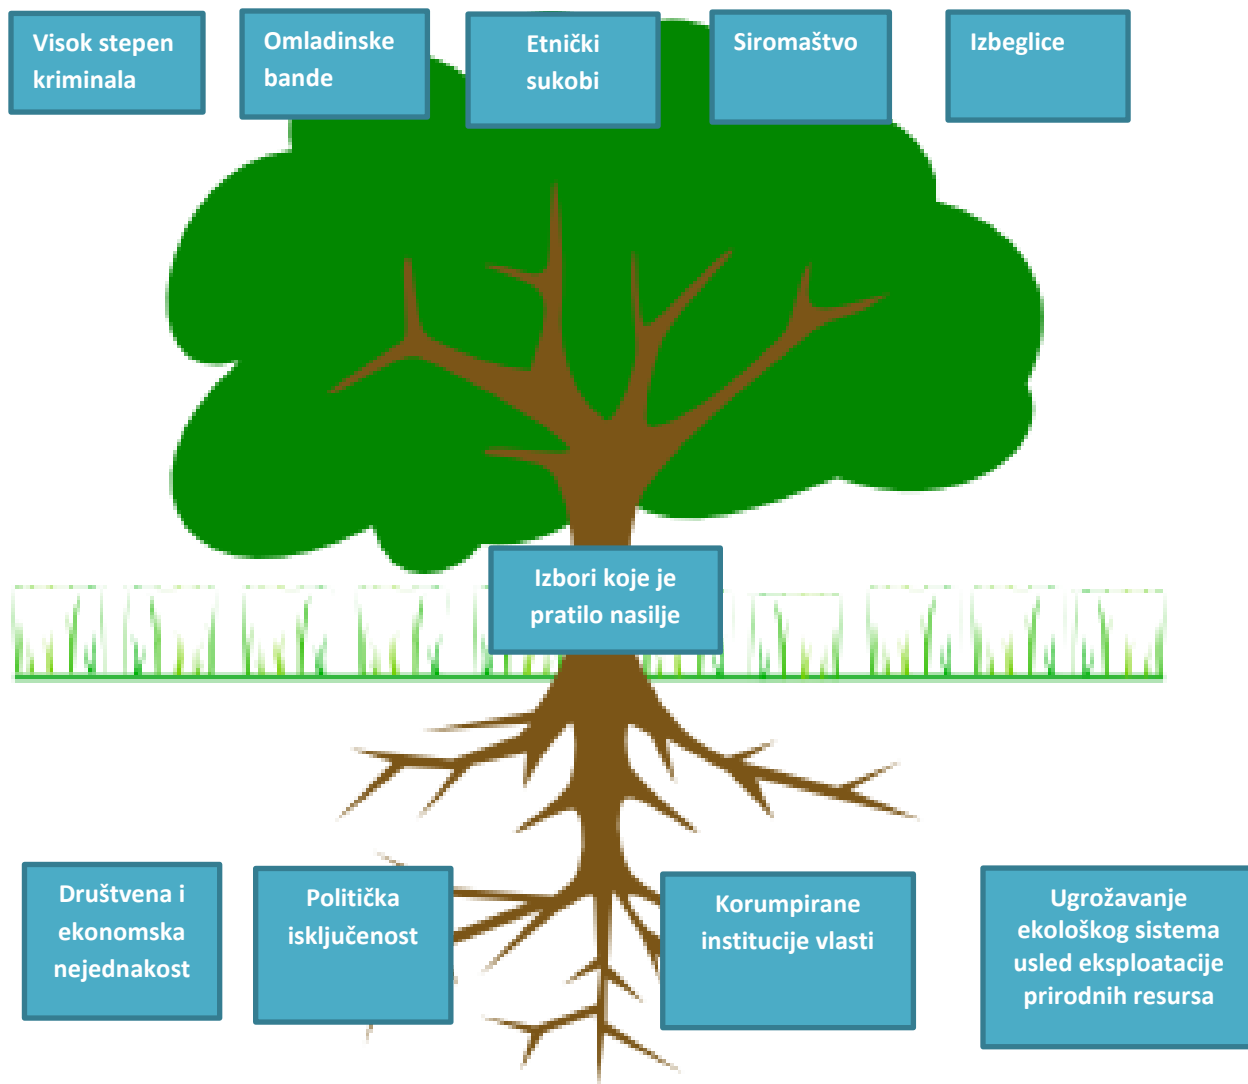 Visok stepen
kriminala
Omladinske
bande
Etnički
sukobi
Siromaštvo
Izbeglice
Izbori koje je
pratilo nasilje
Društvena i
ekonomska
nejednakost
Politička
isključenost
Korumpirane
institucije vlasti
Ugrožavanje
ekološkog sistema
usled eksploatacije
prirodnih resursa